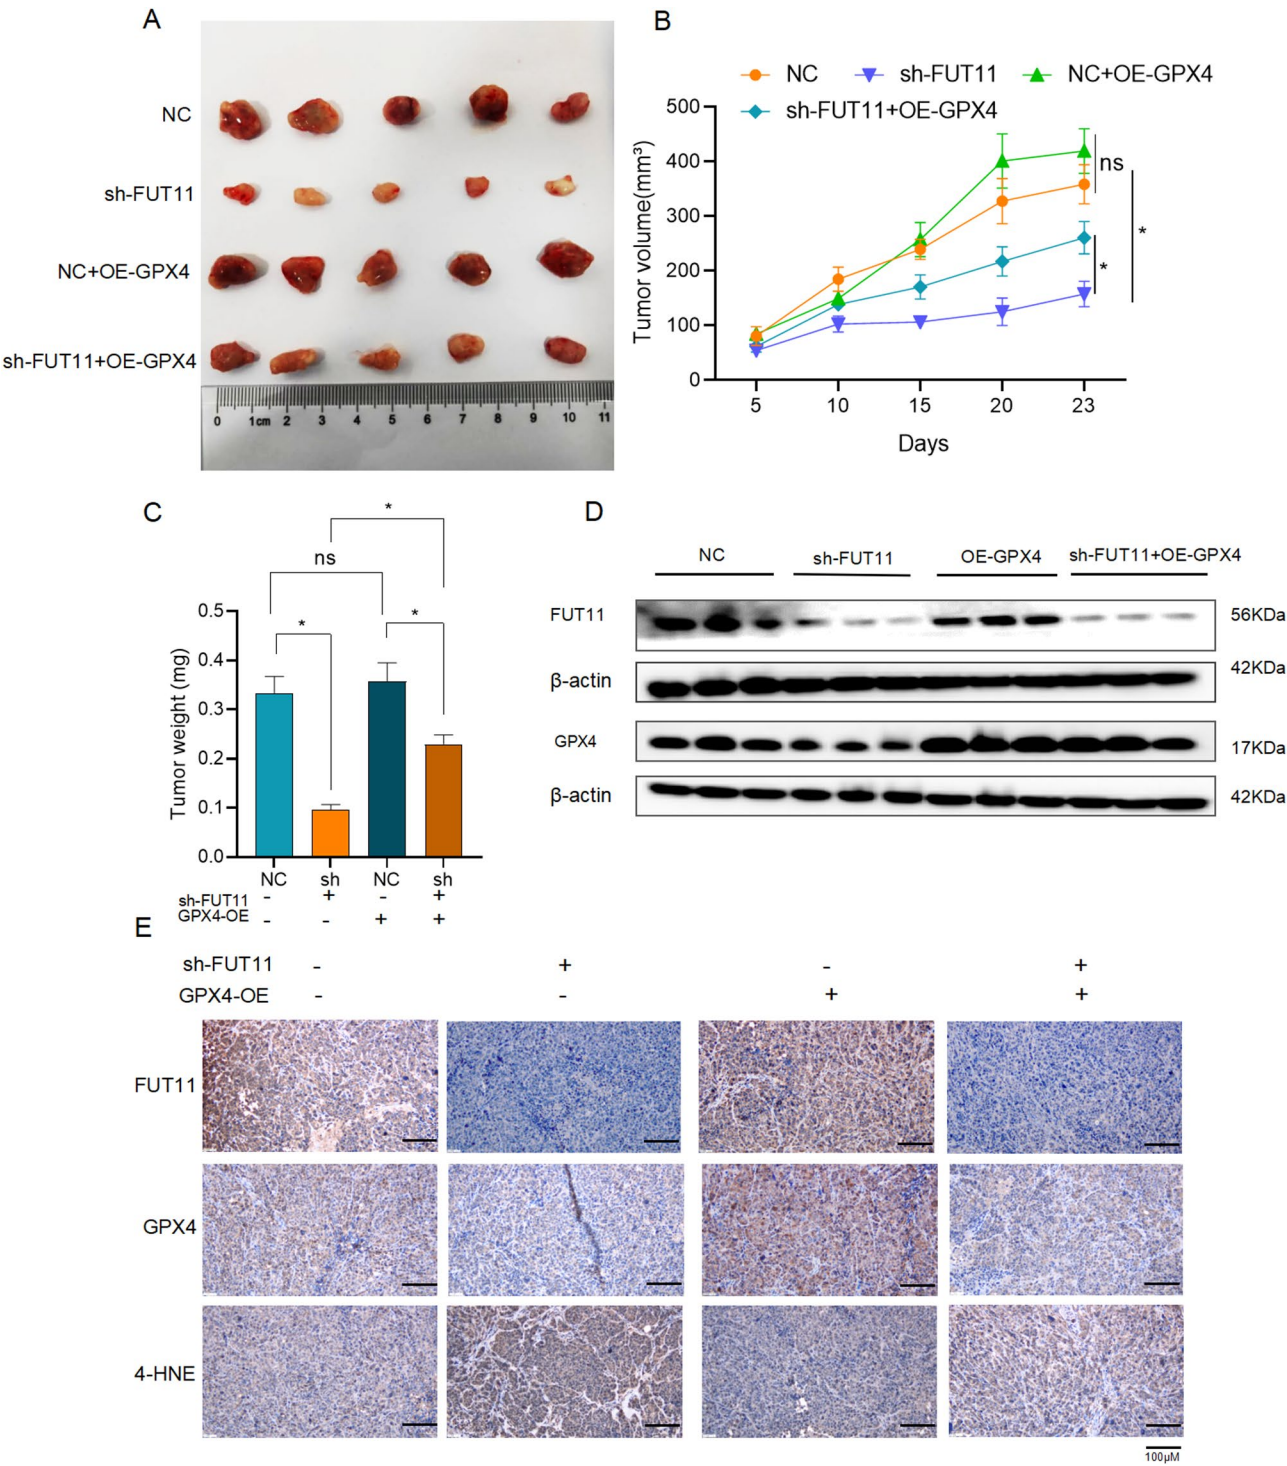 A
NC
sh-FUT11
NC+OE-GPX4
sh-FUT11+OE-GPX4
0 1cm 2 3 4 5 6 7 8 9 10 11
B
NC sh-FUT11 NC+OE-GPX4
sh-FUT11+OE-GPX4
Tumor volume(mm³)
500
400
300
200
100
0
ns
*
*
5 10 15 20 23
Days
C
*
ns
*
*
Tumor weight (mg)
0.5
0.4
0.3
0.2
0.1
0.0
NC sh NC sh
sh-FUT11 - + - +
GPX4-OE - - + +
D
NC sh-FUT11 OE-GPX4 sh-FUT11+OE-GPX4
FUT11 56KDa
β-actin 42KDa
GPX4 17KDa
β-actin 42KDa
E
sh-FUT11 - + - +
GPX4-OE - - + +
FUT11
GPX4
4-HNE
100μM